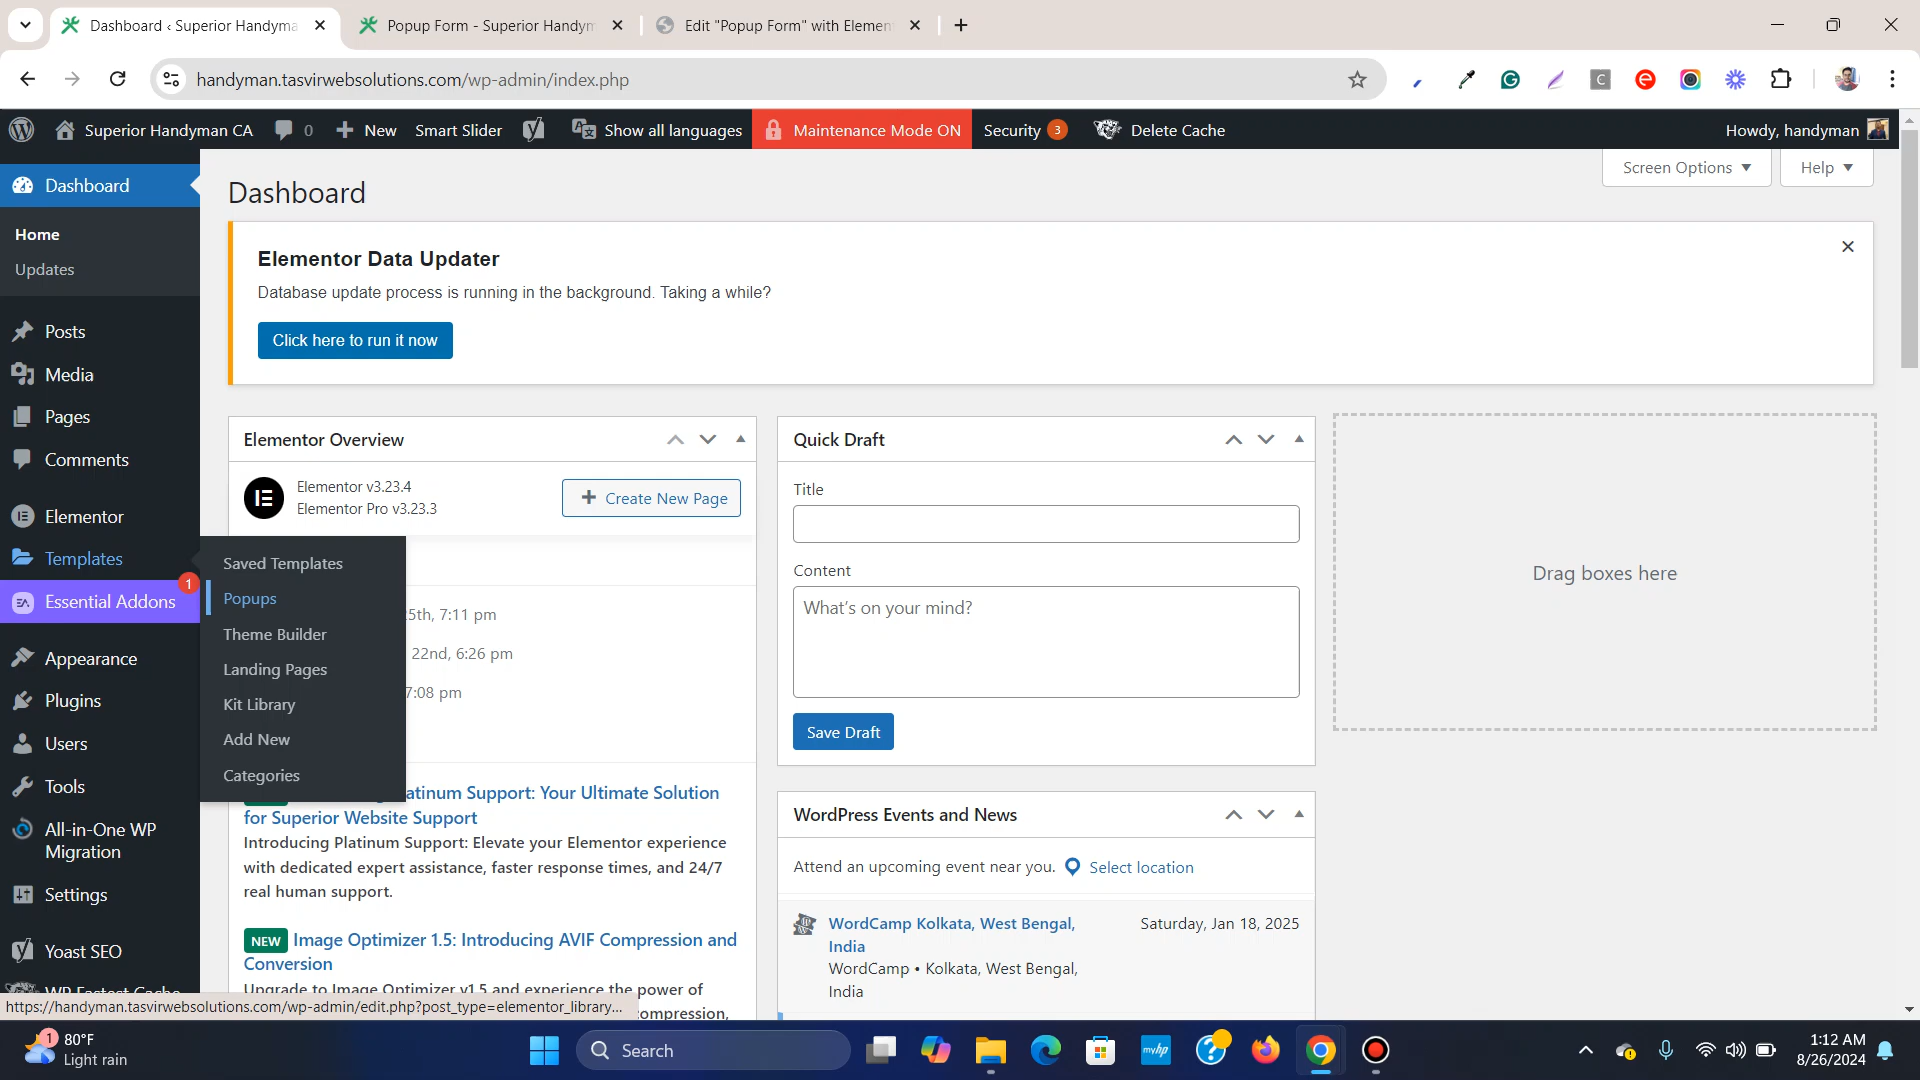 Dashboard ‹ Superior Handyma
Popup Form - Superior Handym
Edit "Popup Form" with Elemen
handyman.tasvirwebsolutions.com/wp-admin/index.php
Superior Handyman CA
0
New
Smart Slider
Show all languages
Maintenance Mode ON
Security 3
Delete Cache
Howdy, handyman
Dashboard
Home
Updates
Posts
Media
Pages
Comments
Elementor
Templates
Essential Addons
1
Appearance
Plugins
Users
Tools
All-in-One WP
Migration
Settings
Yoast SEO
WP Fastest Cache
Saved Templates
Popups
Theme Builder
Landing Pages
Kit Library
Add New
Categories
Dashboard
Screen Options
Help
Elementor Data Updater
Database update process is running in the background. Taking a while?
Click here to run it now
Elementor Overview
Elementor v3.23.4
Elementor Pro v3.23.3
Create New Page
25th, 7:11 pm
22nd, 6:26 pm
7:08 pm
atinum Support: Your Ultimate Solution
for Superior Website Support
Introducing Platinum Support: Elevate your Elementor experience
with dedicated expert assistance, faster response times, and 24/7
real human support.
NEW Image Optimizer 1.5: Introducing AVIF Compression and
Conversion
Upgrade to Image Optimizer v1.5 and experience the power of
compression,
Quick Draft
Title
Content
What's on your mind?
Save Draft
WordPress Events and News
Attend an upcoming event near you. Select location
WordCamp Kolkata, West Bengal,
India
WordCamp • Kolkata, West Bengal,
India
Saturday, Jan 18, 2025
Drag boxes here
https://handyman.tasvirwebsolutions.com/wp-admin/edit.php?post_type=elementor_library...
1
80°F
Light rain
Search
myhp
1:12 AM
8/26/2024